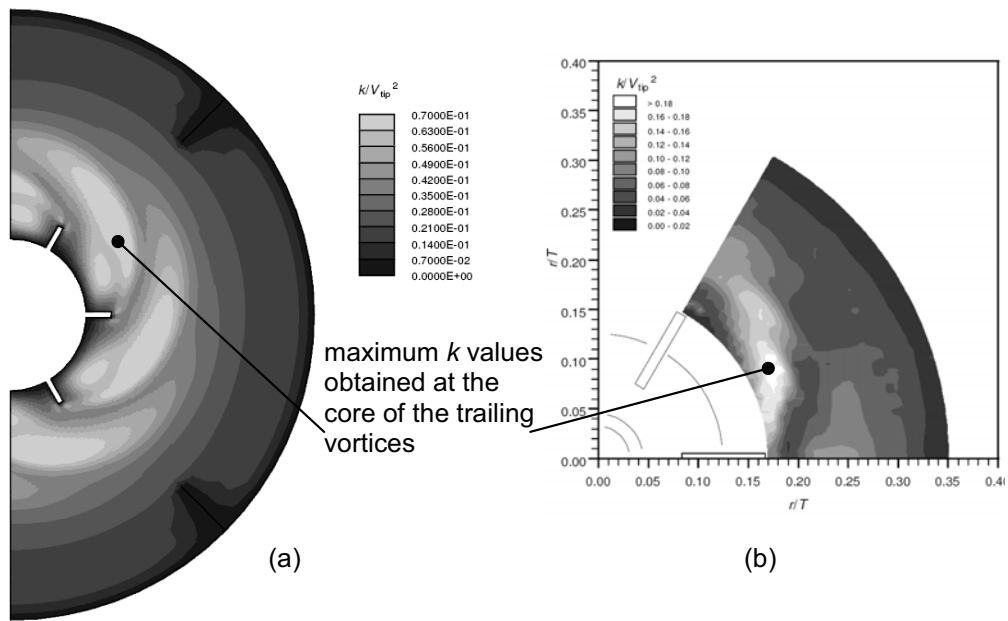 k/V_tip^2
0.7000E-01
0.6300E-01
0.5600E-01
0.4900E-01
0.4200E-01
0.3500E-01
0.2800E-01
0.2100E-01
0.1400E-01
0.7000E-02
0.0000E+00
maximum k values
obtained at the
core of the trailing
vortices
(a)
k/V_tip^2
> 0.18
0.16 - 0.18
0.14 - 0.16
0.12 - 0.14
0.10 - 0.12
0.08 - 0.10
0.06 - 0.08
0.04 - 0.06
0.02 - 0.04
0.00 - 0.02
0.40
0.35
0.30
0.25
0.20
0.15
0.10
0.05
0.00
r/T
0.00 0.05 0.10 0.15 0.20 0.25 0.30 0.35 0.40
r/T
(b)